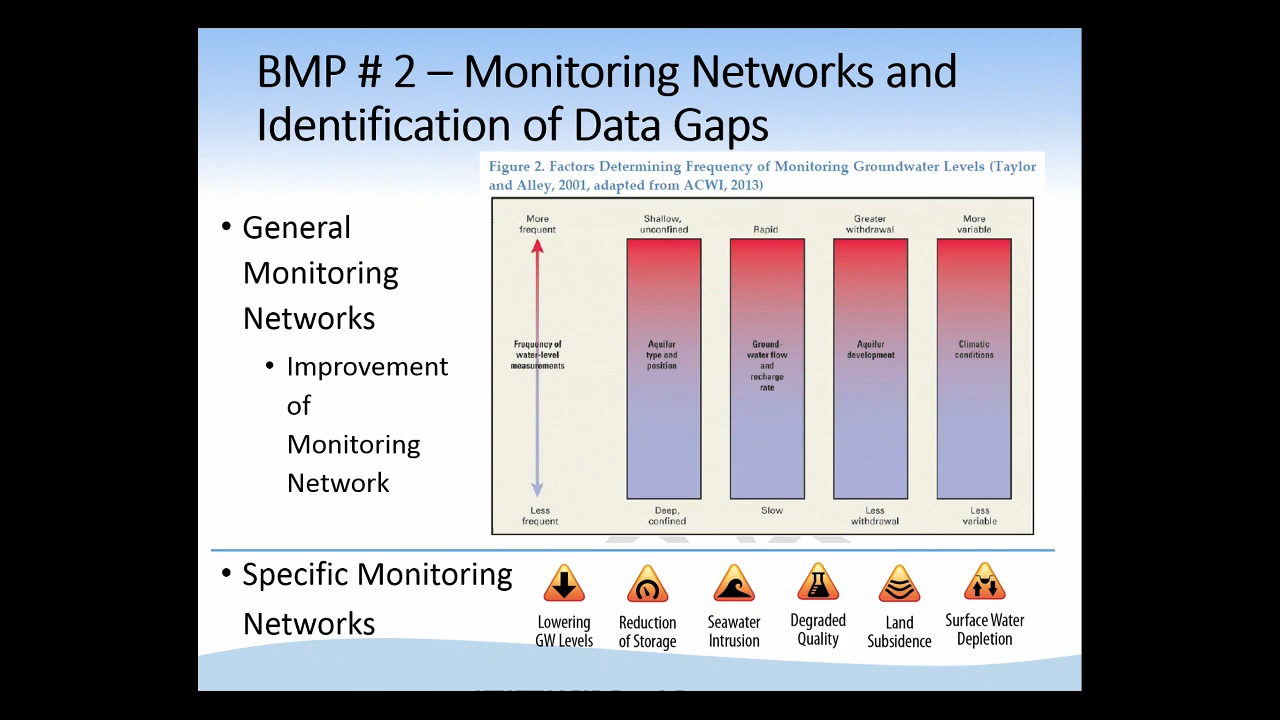 BMP # 2 – Monitoring Networks and
Identification of Data Gaps
Figure 2. Factors Determining Frequency of Monitoring Groundwater Levels (Taylor
and Alley, 2001, adapted from ACWI, 2013)
• General
Monitoring
Networks
• Improvement
of
Monitoring
Network
More
frequent
Frequency of
water-level
measurements
Less
frequent
Shallow,
unconfined
Aquifer
type and
position
Deep,
confined
Rapid
Ground-
water flow
and
recharge
rate
Slow
Greater
withdrawal
Aquifer
development
Less
withdrawal
More
variable
Climatic
conditions
Less
variable
• Specific Monitoring
Networks
Lowering
GW Levels
Reduction
of Storage
Seawater
Intrusion
Degraded
Quality
Land
Subsidence
Surface Water
Depletion